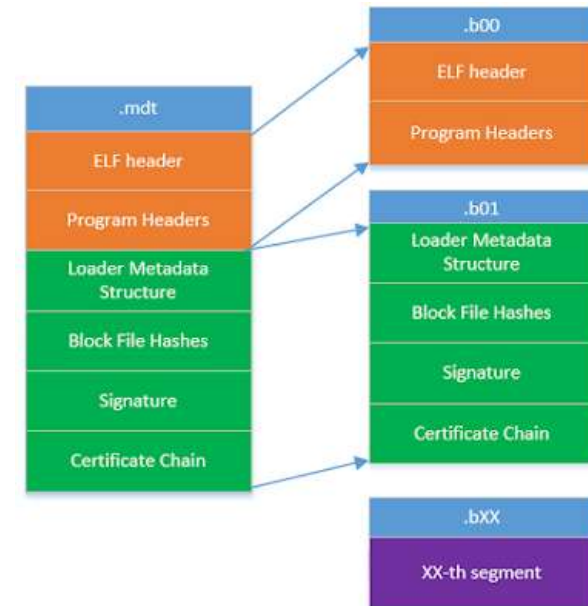 .mdt
ELF header
Program Headers
Loader Metadata
Structure
Block File Hashes
Signature
Certificate Chain
.b00
ELF header
Program Headers
.b01
Loader Metadata
Structure
Block File Hashes
Signature
Certificate Chain
.bXX
XX-th segment